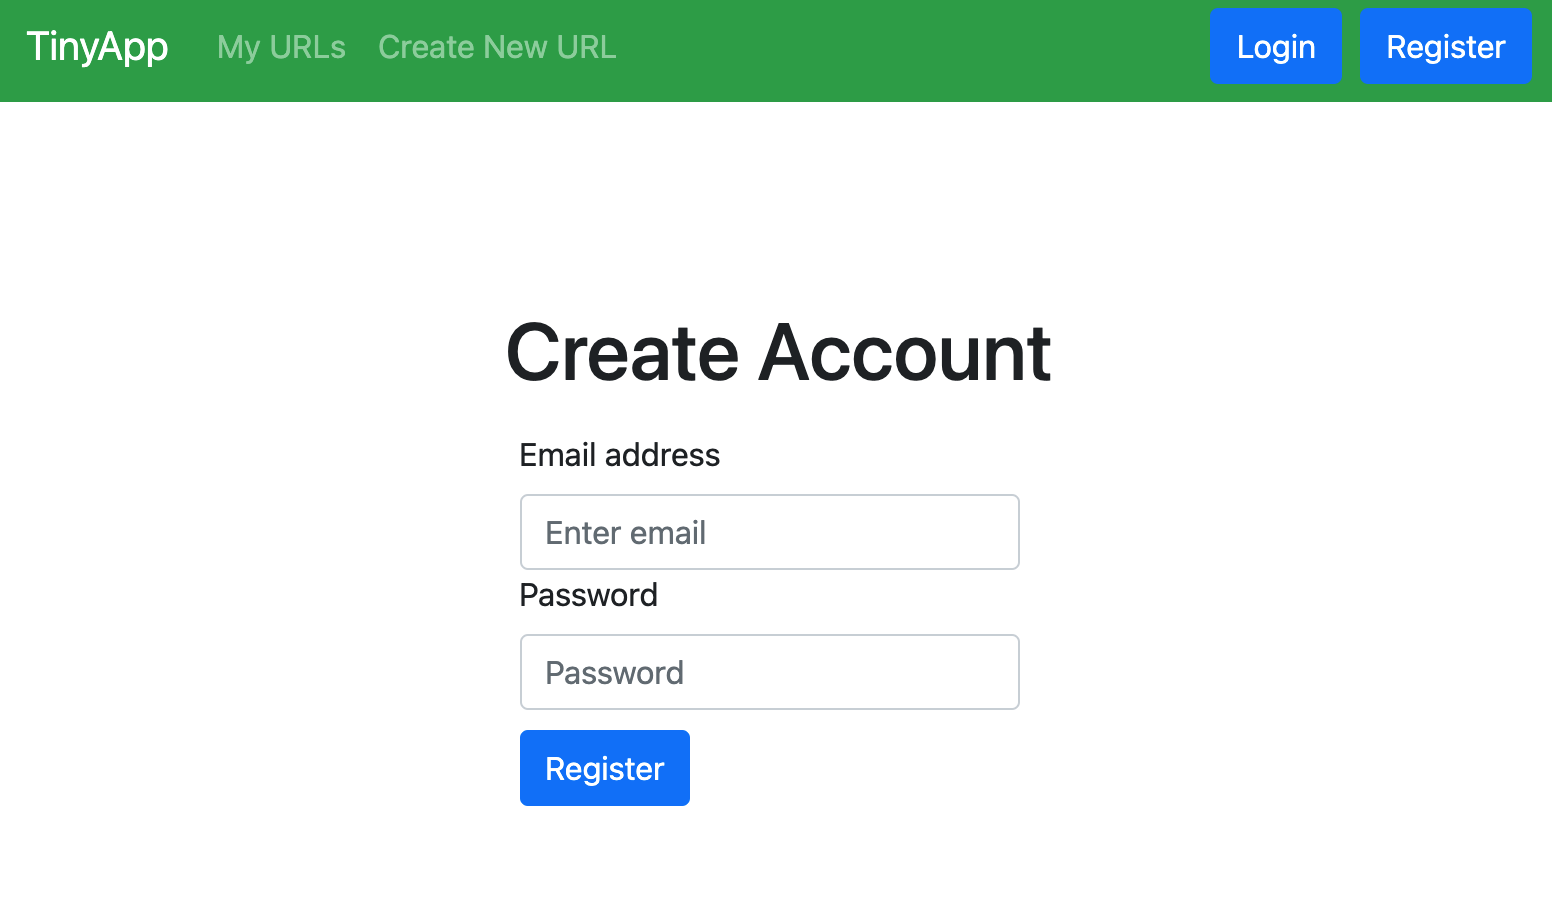 TinyApp My URLs Create New URL Login Register
Create Account
Email address
Enter email
Password
Password
Register